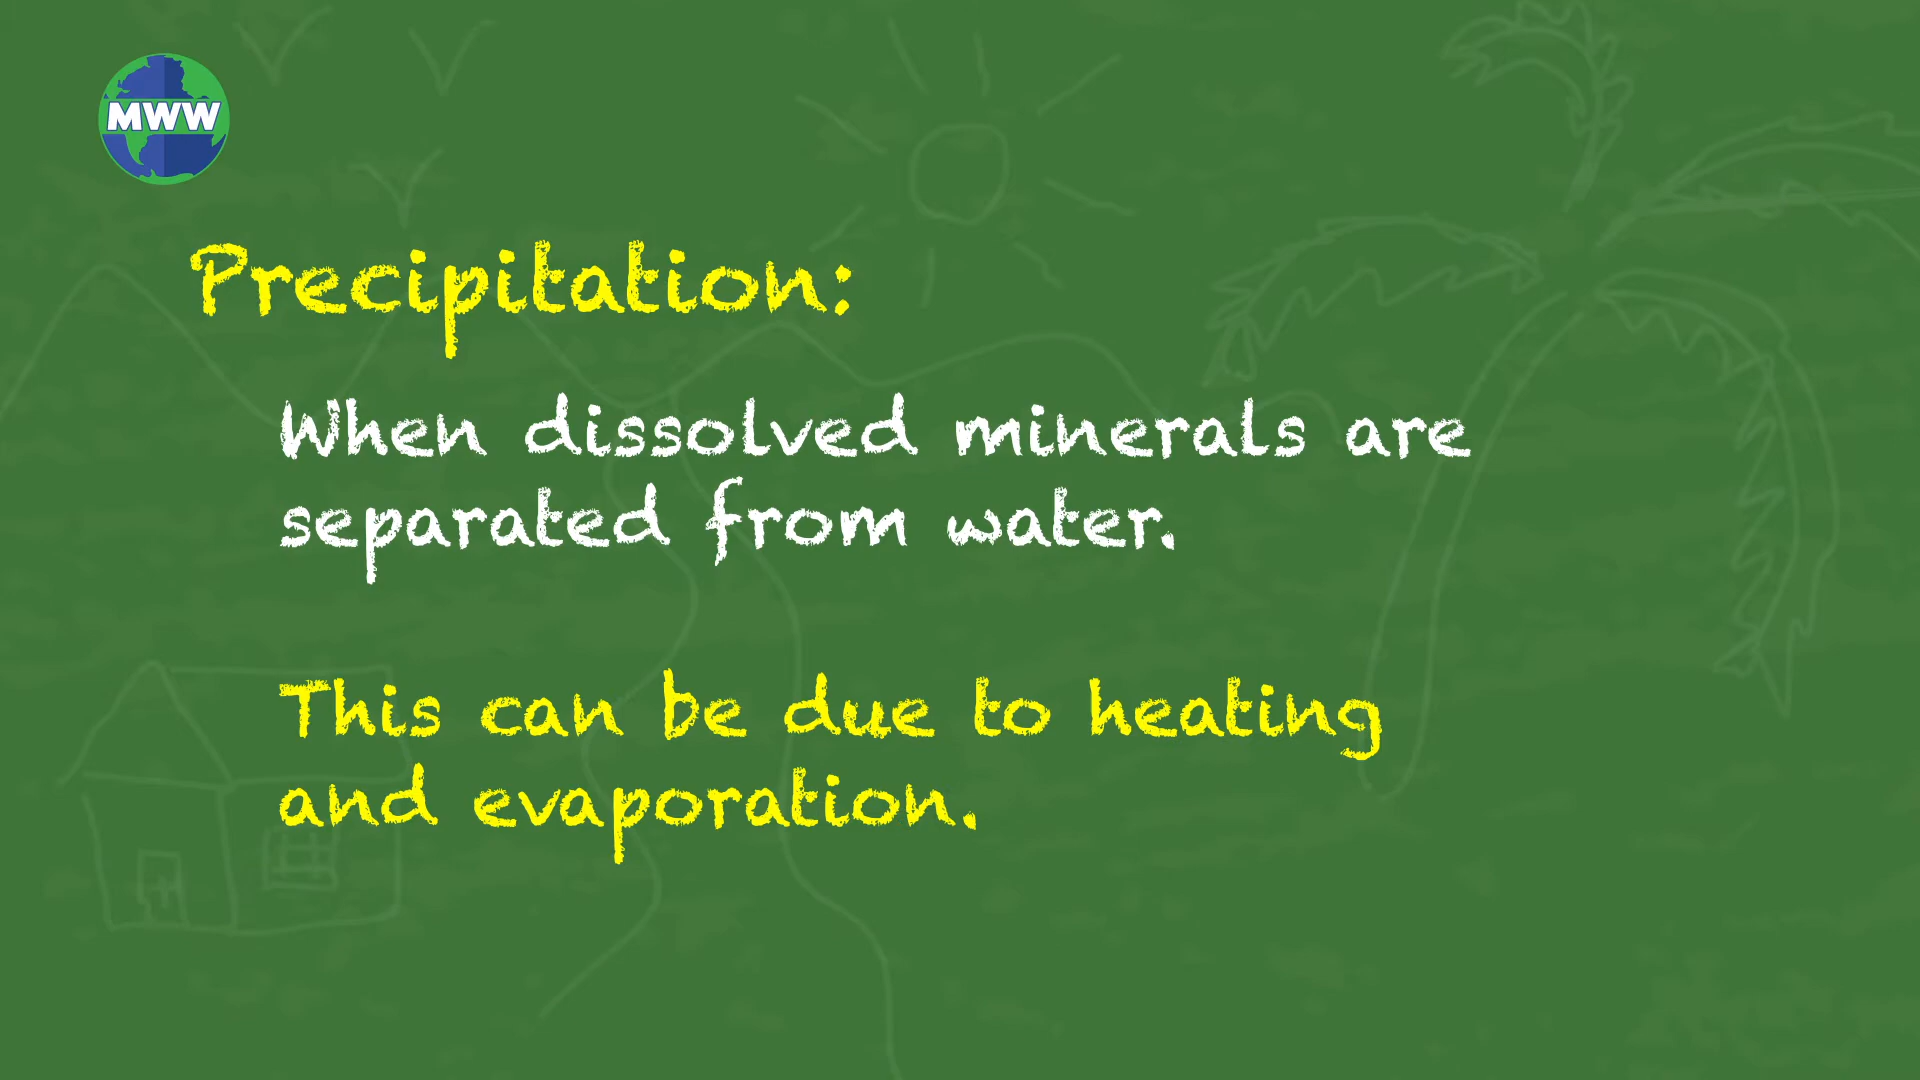 MWW
Precipitation:
When dissolved minerals are
separated from water.
This can be due to heating
and evaporation.